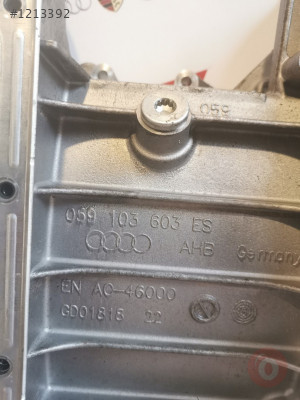 #1213392
059
059 103 603 ES
AHB Germany
EN AC-46000
GD01818 22